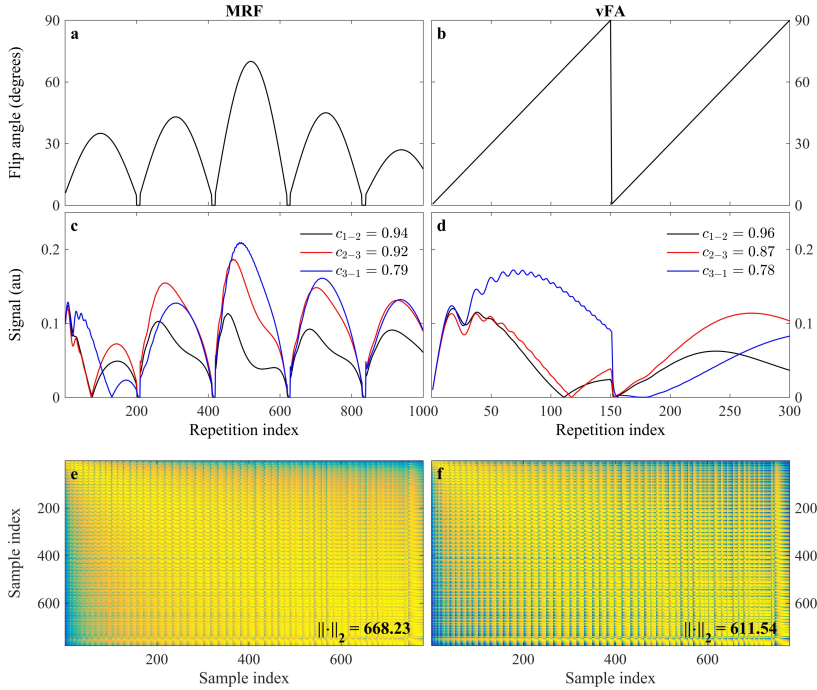 MRF
vFA
a
b
Flip angle (degrees)
90
60
30
0
90
60
30
0
c
d
c1−2 = 0.94
c2−3 = 0.92
c3−1 = 0.79
c1−2 = 0.96
c2−3 = 0.87
c3−1 = 0.78
Signal (au)
0.2
0.1
0
0.2
0.1
0
200 400 600 800 1000
50 100 150 200 250 300
Repetition index
Repetition index
e
f
Sample index
200
400
600
200
400
600
||·||2 = 668.23
||·||2 = 611.54
200 400 600
200 400 600
Sample index
Sample index